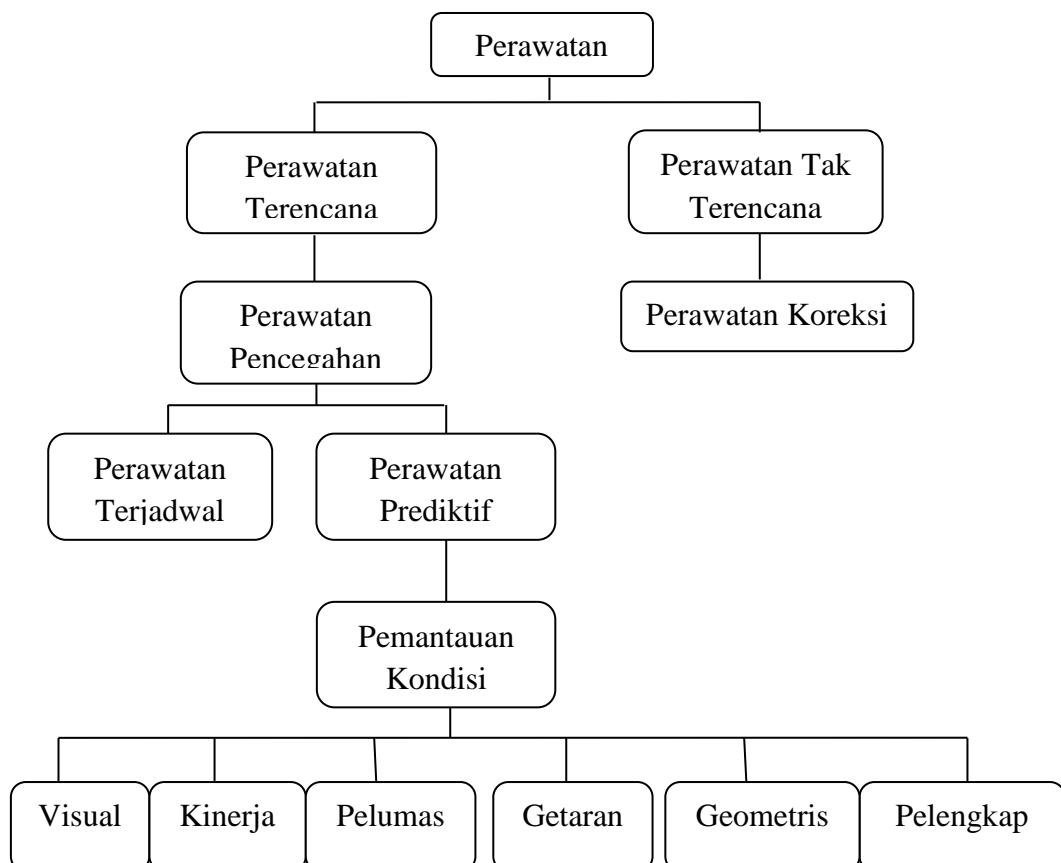 Perawatan
Perawatan
Terencana
Perawatan Tak
Terencana
Perawatan
Pencegahan
Perawatan Koreksi
Perawatan
Terjadwal
Perawatan
Prediktif
Pemantauan
Kondisi
Visual
Kinerja
Pelumas
Getaran
Geometris
Pelengkap